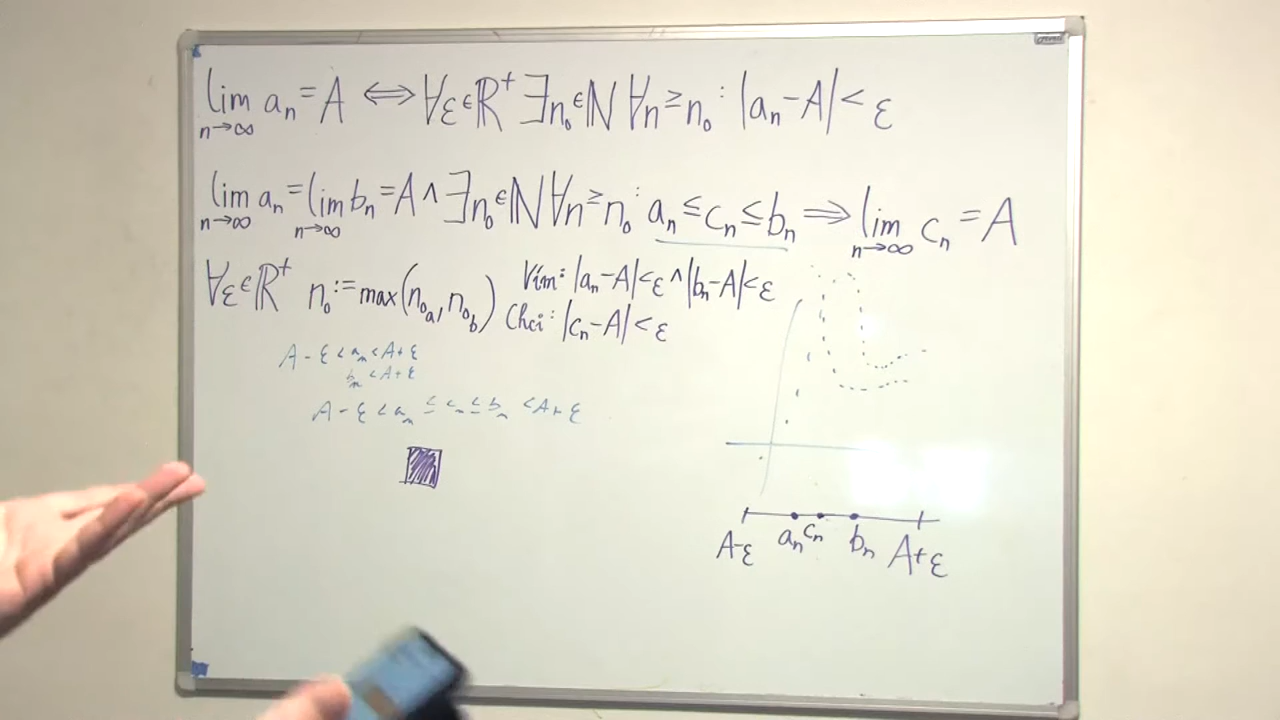 lim n→∞ aₙ = A ⟺ ∀ε∈ℝ⁺ ∃n₀∈ℕ ∀n≥n₀ : |aₙ-A| < ε
lim n→∞ aₙ = lim n→∞ bₙ = A ∧ ∃n₀∈ℕ ∀n≥n₀ : aₙ ≤ cₙ ≤ bₙ ⟹ lim n→∞ cₙ = A
∀ε∈ℝ⁺ n₀ := max(n₀ₐ, n₀_b) Vím: |aₙ-A|<ε ∧ |bₙ-A|<ε
Chci: |cₙ-A| < ε
A - ε < aₙ < A + ε
bₙ < A + ε
A - ε < aₙ ≤ cₙ ≤ bₙ < A + ε
A-ε aₙ cₙ bₙ A+ε